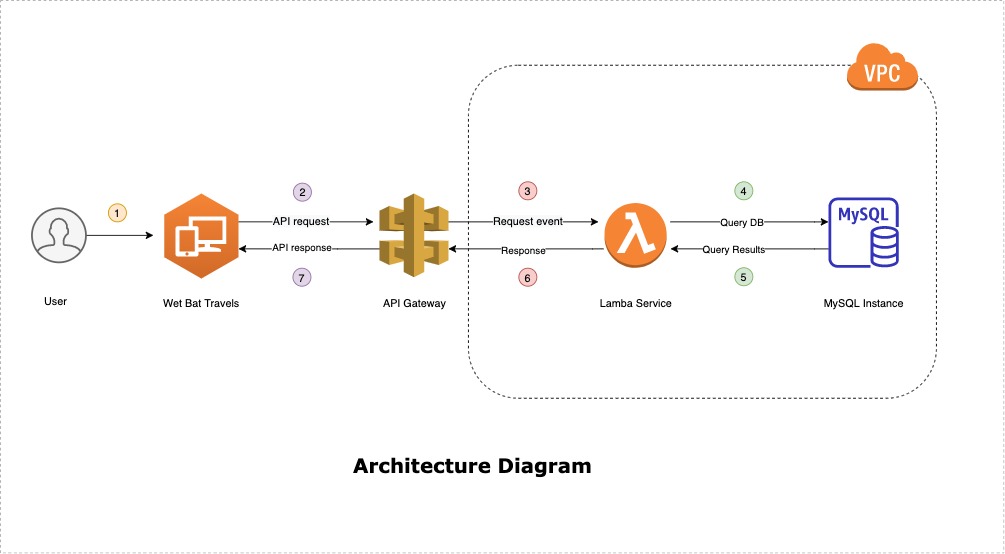 VPC
1
2
3
4
API request
Request event
Query DB
MySQL
API response
Response
Query Results
7
6
5
User
Wet Bat Travels
API Gateway
Lamba Service
MySQL Instance
Architecture Diagram